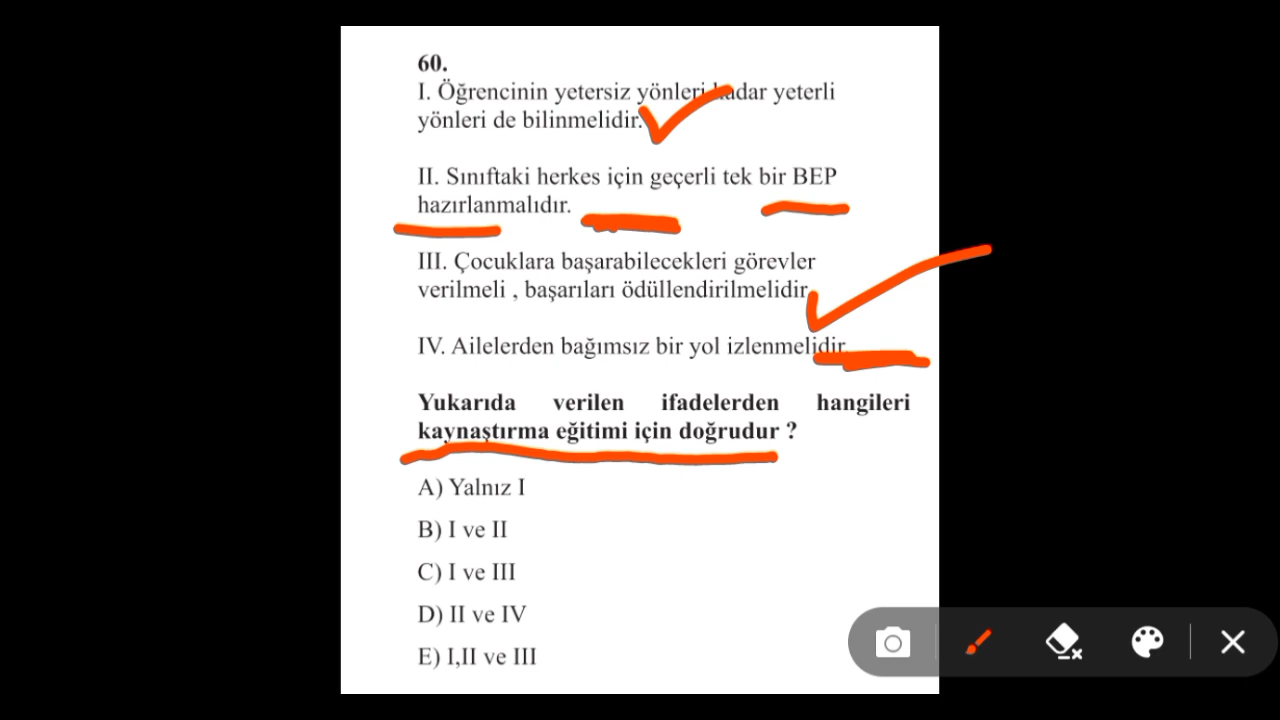 60.
I. Öğrencinin yetersiz yönleri kadar yeterli
yönleri de bilinmelidir.
II. Sınıftaki herkes için geçerli tek bir BEP
hazırlanmalıdır.
III. Çocuklara başarabilecekleri görevler
verilmeli , başarıları ödüllendirilmelidir.
IV. Ailelerden bağımsız bir yol izlenmelidir.
Yukarıda verilen ifadelerden hangileri
kaynaştırma eğitimi için doğrudur ?
A) Yalnız I
B) I ve II
C) I ve III
D) II ve IV
E) I,II ve III